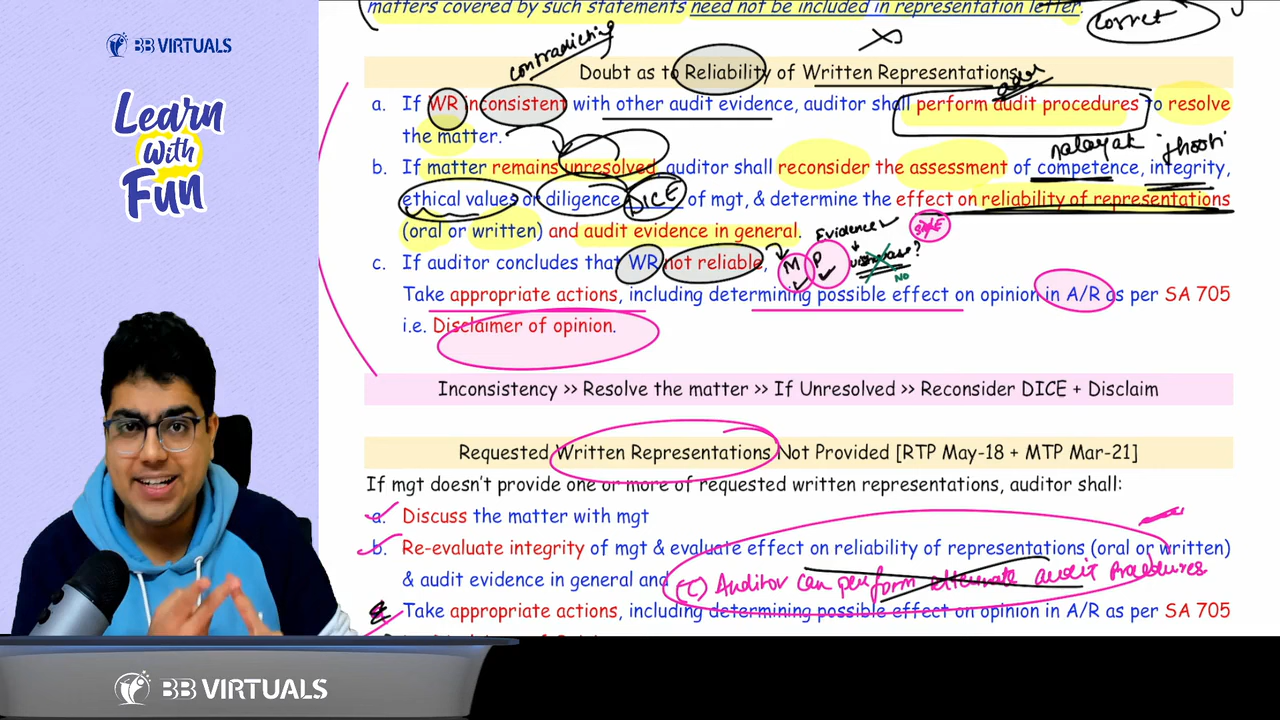 BB VIRTUALS
Learn
With
Fun
matters covered by such statements need not be included in representation letter.
correct
contradicting
Doubt as to Reliability of Written Representations
a. If WR inconsistent with other audit evidence, auditor shall perform audit procedures to resolve
the matter.
nalayak jhooti
b. If matter remains unresolved, auditor shall reconsider the assessment of competence, integrity,
ethical values or diligence DICE of mgt, & determine the effect on reliability of representations
(oral or written) and audit evidence in general. Evidence
c. If auditor concludes that WR not reliable, M P ?
NO
Take appropriate actions, including determining possible effect on opinion in A/R as per SA 705
i.e. Disclaimer of opinion.
Inconsistency >> Resolve the matter >> If Unresolved >> Reconsider DICE + Disclaim
Requested Written Representations Not Provided [RTP May-18 + MTP Mar-21]
If mgt doesn't provide one or more of requested written representations, auditor shall:
a. Discuss the matter with mgt
b. Re-evaluate integrity of mgt & evaluate effect on reliability of representations (oral or written)
& audit evidence in general and (c) Auditor can perform alternate audit procedures
Take appropriate actions, including determining possible effect on opinion in A/R as per SA 705
BB VIRTUALS